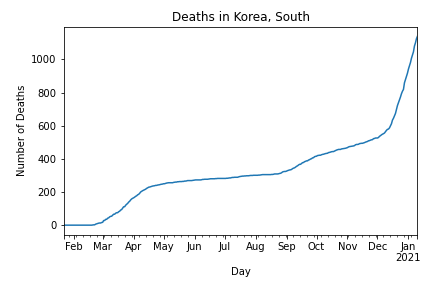 Deaths in Korea, South
Number of Deaths
1000
800
600
400
200
0
Feb Mar Apr May Jun Jul Aug Sep Oct Nov Dec Jan
2021
Day